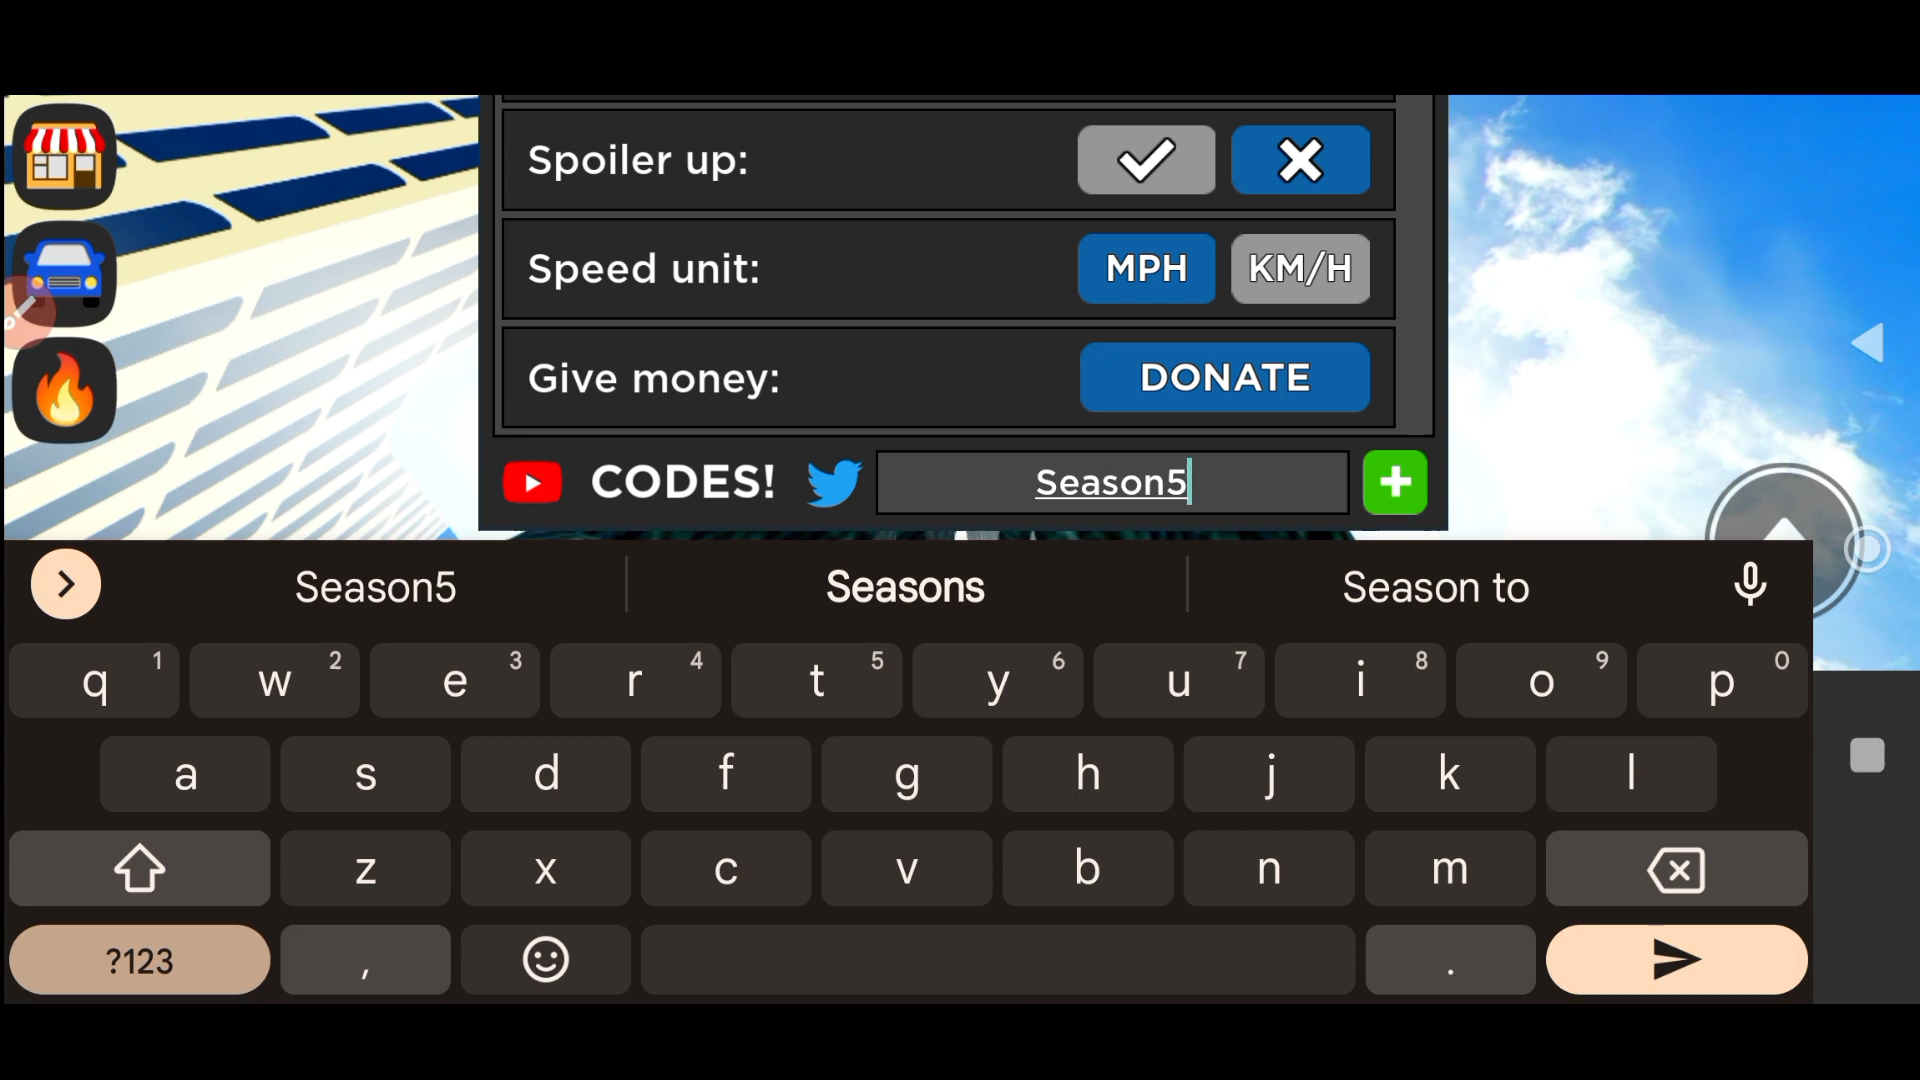 Spoiler up:
Speed unit: MPH KM/H
Give money: DONATE
CODES! Season5
Season5 Seasons Season to
q 1 w 2 e 3 r 4 t 5 y 6 u 7 i 8 o 9 p 0
a s d f g h j k l
z x c v b n m
?123 , .